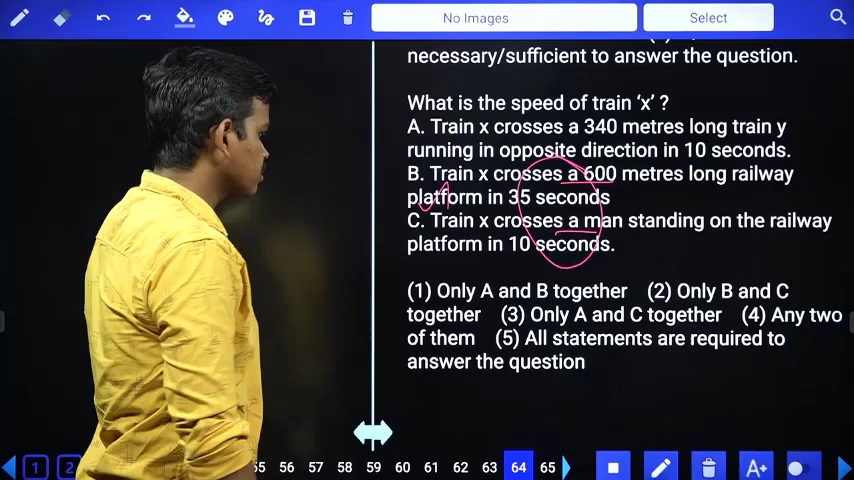 No Images
Select
necessary/sufficient to answer the question.
What is the speed of train ‘x’ ?
A. Train x crosses a 340 metres long train y
running in opposite direction in 10 seconds.
B. Train x crosses a 600 metres long railway
platform in 35 seconds
C. Train x crosses a man standing on the railway
platform in 10 seconds.
(1) Only A and B together (2) Only B and C
together (3) Only A and C together (4) Any two
of them (5) All statements are required to
answer the question
1 2 55 56 57 58 59 60 61 62 63 64 65 A+